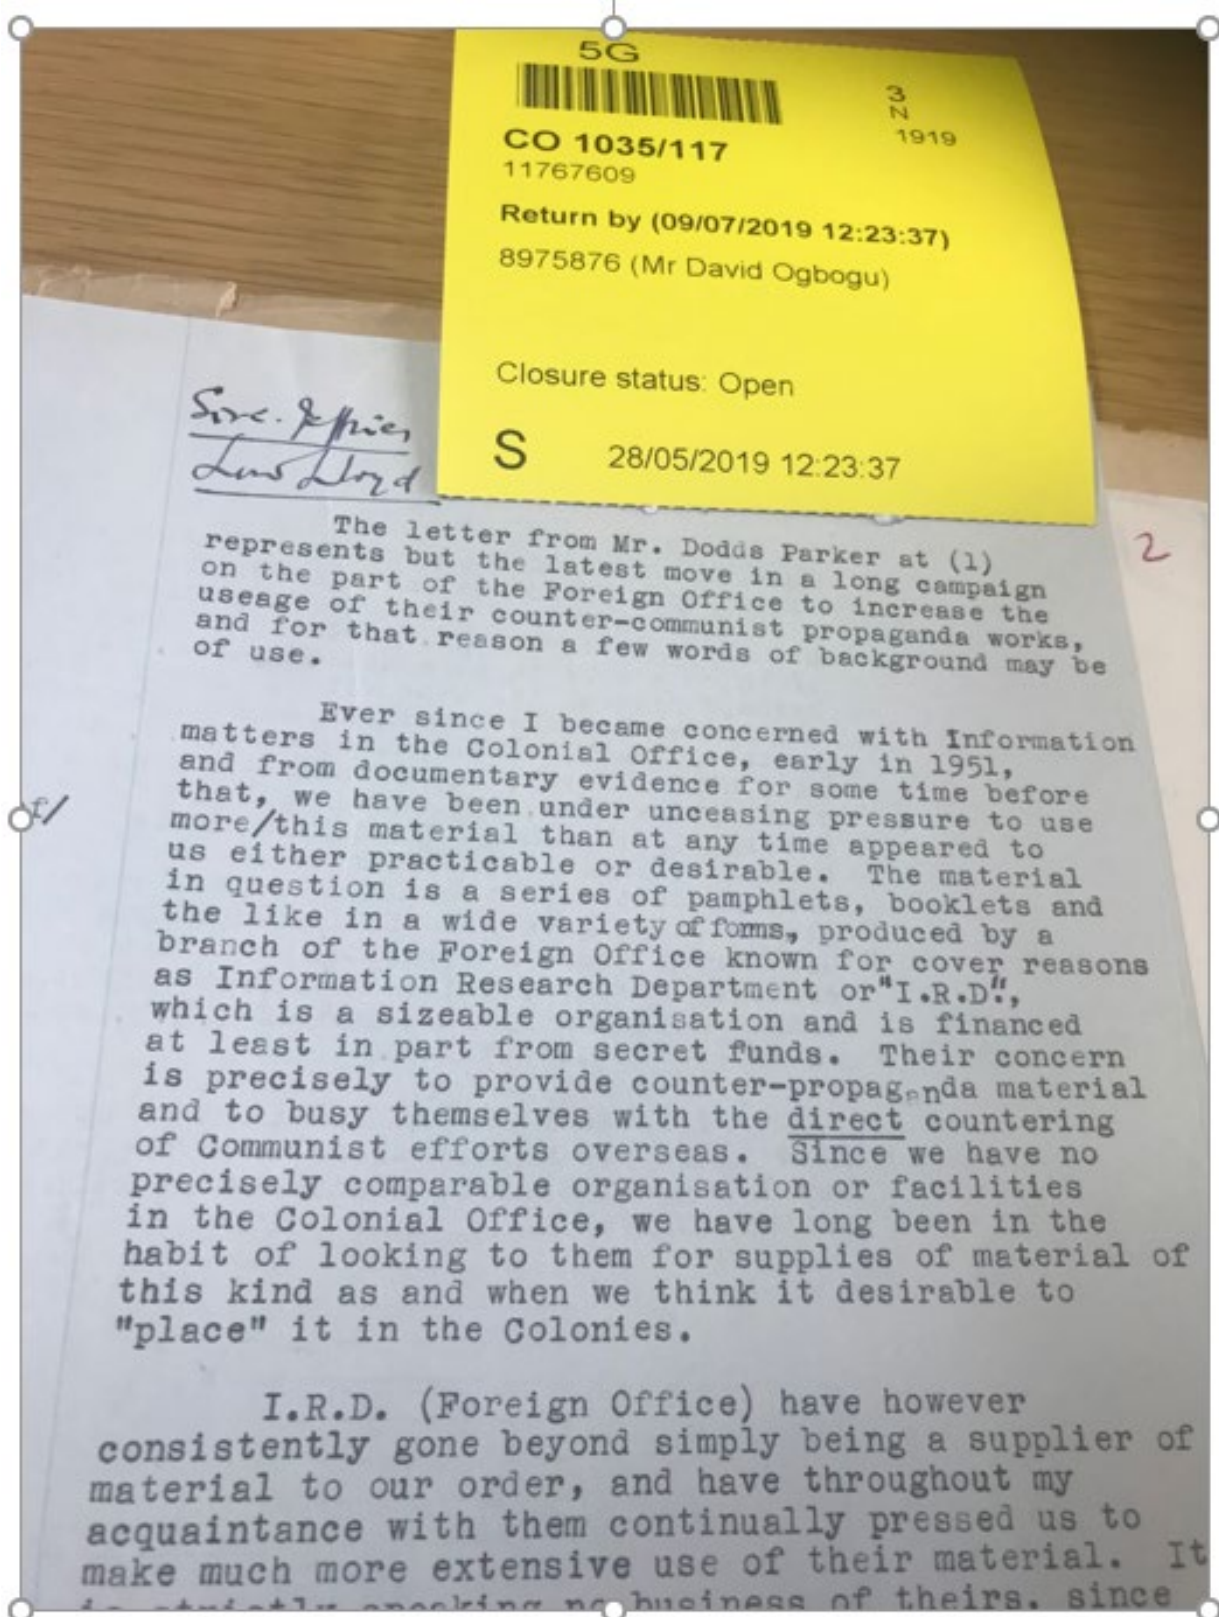 5G
3
N
1919
CO 1035/117
11767609
Return by (09/07/2019 12:23:37)
8975876 (Mr David Ogbogu)
Closure status: Open
S 28/05/2019 12:23:37
Jeffries
Lloyd
2
The letter from Mr. Dodds Parker at (1)
represents but the latest move in a long campaign
on the part of the Foreign Office to increase the
useage of their counter-communist propaganda works,
and for that reason a few words of background may be
of use.
Ever since I became concerned with Information
matters in the Colonial Office, early in 1951,
and from documentary evidence for some time before
that, we have been under unceasing pressure to use
f/
more/this material than at any time appeared to
us either practicable or desirable. The material
in question is a series of pamphlets, booklets and
the like in a wide variety of forms, produced by a
branch of the Foreign Office known for cover reasons
as Information Research Department or "I.R.D.",
which is a sizeable organisation and is financed
at least in part from secret funds. Their concern
is precisely to provide counter-propaganda material
and to busy themselves with the direct countering
of Communist efforts overseas. Since we have no
precisely comparable organisation or facilities
in the Colonial Office, we have long been in the
habit of looking to them for supplies of material of
this kind as and when we think it desirable to
"place" it in the Colonies.
I.R.D. (Foreign Office) have however
consistently gone beyond simply being a supplier of
material to our order, and have throughout my
acquaintance with them continually pressed us to
make much more extensive use of their material. It
is strictly speaking no business of theirs, since